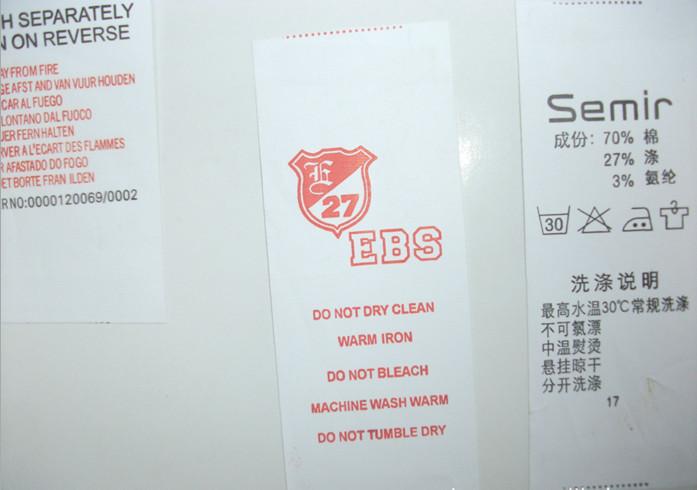 H SEPARATELY
N ON REVERSE
AY FROM FIRE
GE AFST AND VAN VUUR HOUDEN
CAR AL FUEGO
LONTANO DAL FUOCO
UER FERN HALTEN
RVER A L'ECART DES FLAMMES
R AFASTADO DO FOGO
ET BORTE FRAN ILDEN
RNO:0000120069/0002
E
27
EBS
DO NOT DRY CLEAN
WARM IRON
DO NOT BLEACH
MACHINE WASH WARM
DO NOT TUMBLE DRY
Semir
成份: 70% 棉
27% 涤
3% 氨纶
30
洗涤说明
最高水温30℃常规洗涤
不可氯漂
中温熨烫
悬挂晾干
分开洗涤
17